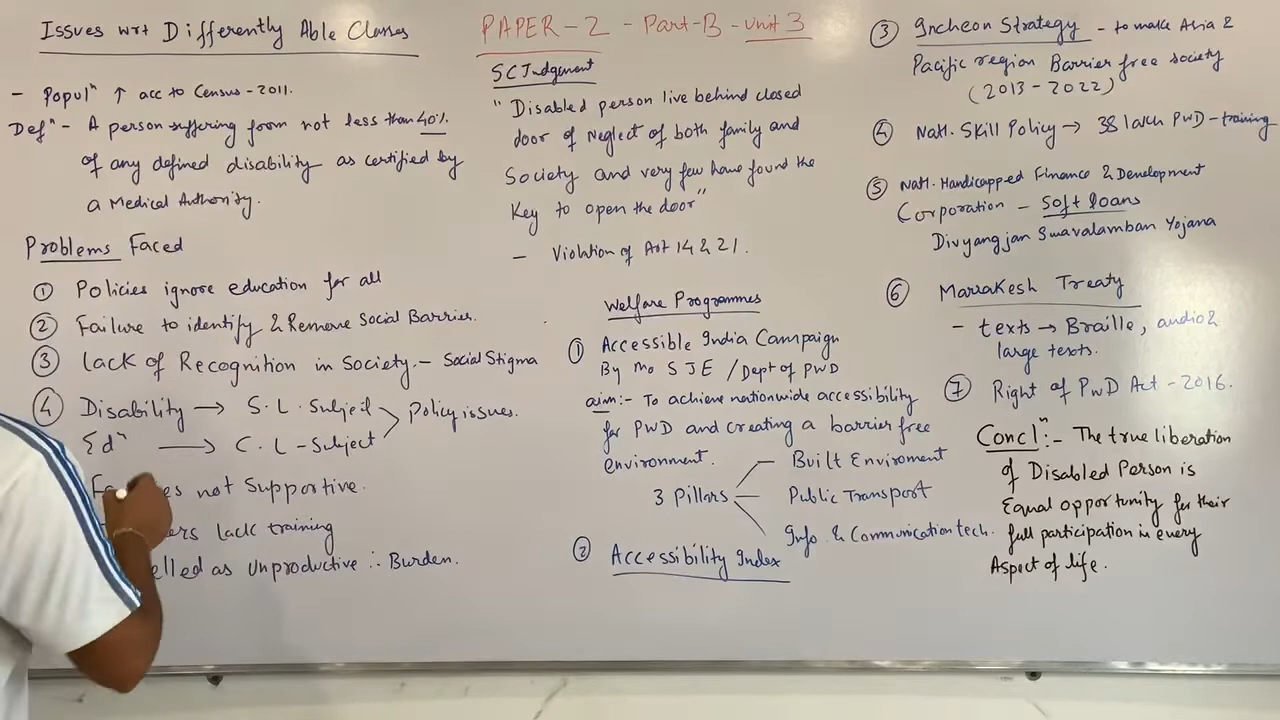 Issues wrt Differently Able Classes
- Populⁿ ↑ acc to Census - 2011.
Defⁿ - A person suffering from not less than 40%
of any defined disability as certified by
a Medical Authority.
Problems Faced
① Policies ignore education for all
② Failure to identify & Remove Social Barrier.
③ Lack of Recognition in Society. - Social Stigma
④ Disability → S.L. Subject
Policy issues.
Edⁿ → C.L - Subject
not Supportive.
lack training
Unproductive ∴ Burden.
PAPER - 2 - Part-B - Unit 3
SC Judgement
"Disabled person live behind closed
door of Neglect of both family and
Society and very few have found the
Key to open the door"
- Violation of Art 14 & 21.
Welfare Programmes
① Accessible India Campaign
By Mo SJE / Dept of PWD
aim:- To achieve nationwide accessibility
for PWD and creating a barrier free
environment.
Built Enviroment
3 Pillars - Public Transport
Info. & Communication tech.
② Accessibility Index
③ Incheon Strategy - to make Asia &
Pacific region Barrier free society
(2013 - 2022)
④ Natl. Skill Policy → 38 lakh PWD - training
⑤ Natl. Handicapped Finance & Development
Corporation - Soft loans
Divyangjan Swavalamban Yojana
⑥ Marrakesh Treaty
- texts → Braille, audio &
large texts.
⑦ Right of PwD Act - 2016.
Conclⁿ:- The true liberation
of Disabled Person is
Equal opportunity for their
full participation in every
Aspect of life.